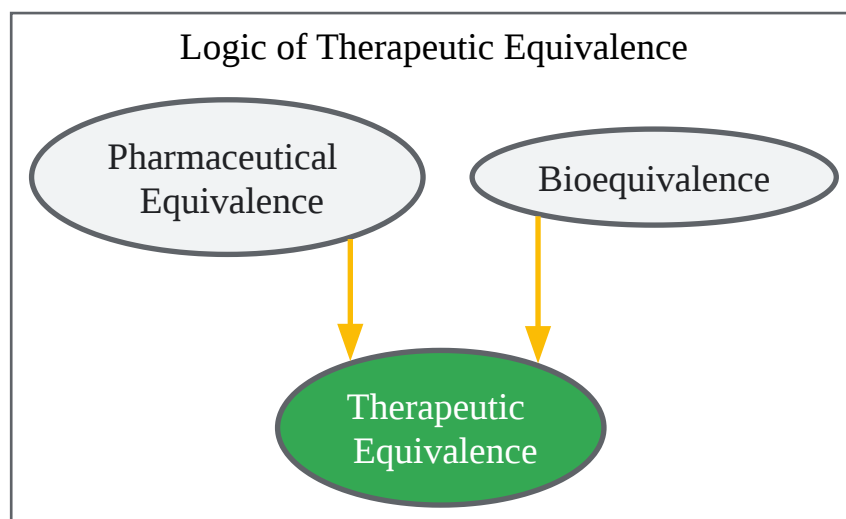 Logic of Therapeutic Equivalence
Pharmaceutical
Equivalence
Bioequivalence
Therapeutic
Equivalence